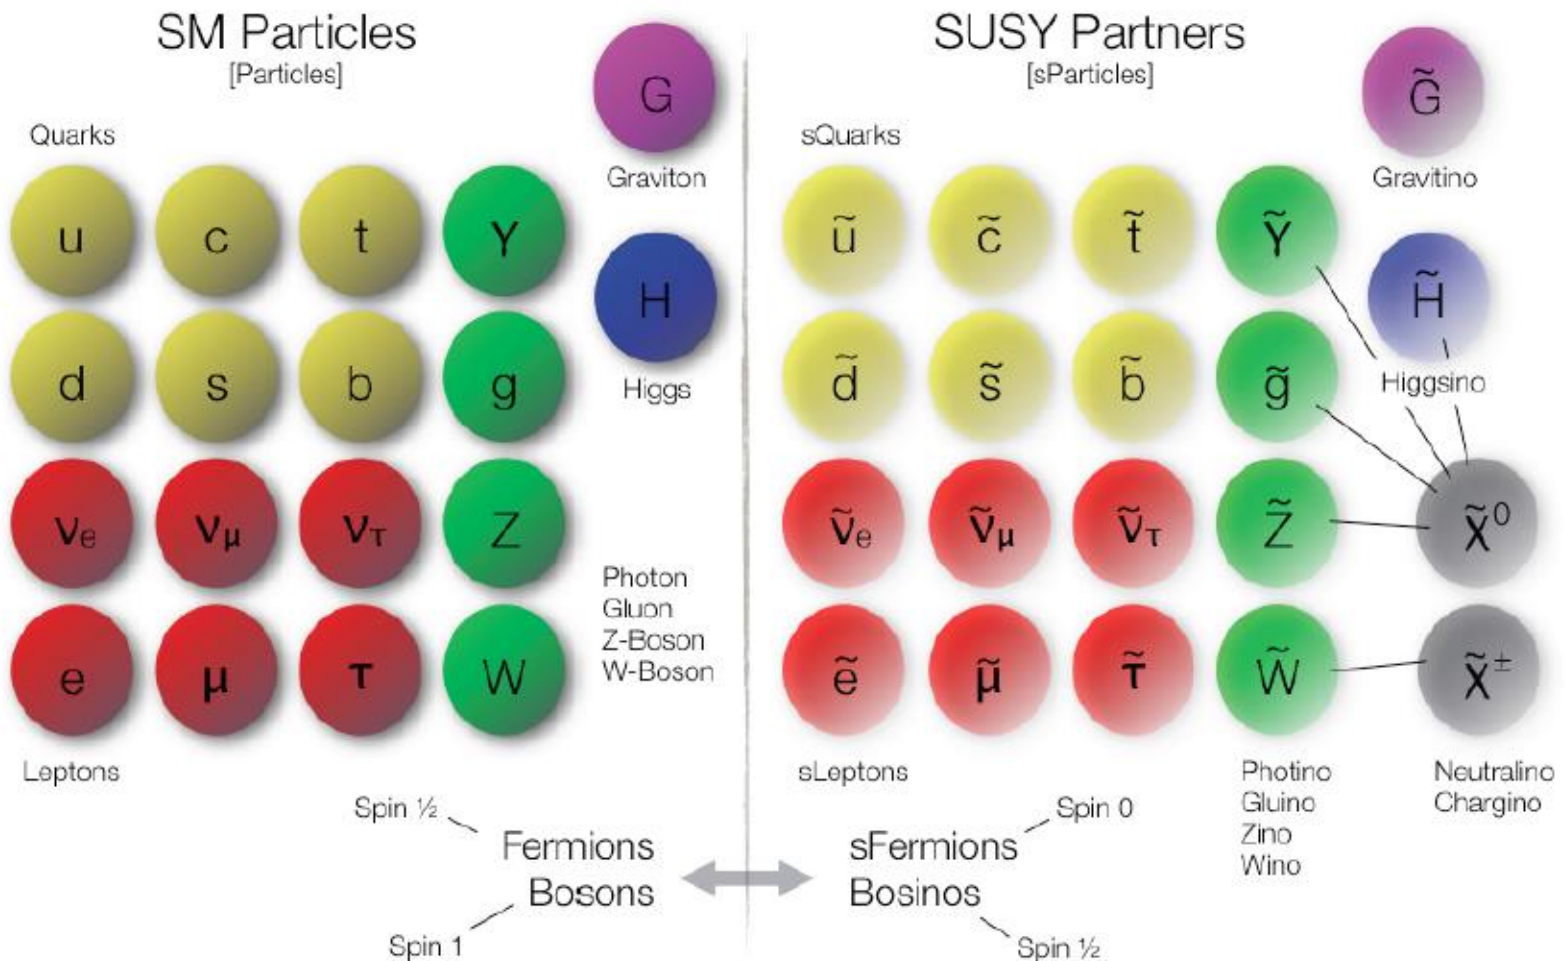 SM Particles
[Particles]
Quarks
G
Graviton
u c t γ
H
Higgs
d s b g
νe νμ ντ Z
Photon
Gluon
Z-Boson
W-Boson
e μ τ W
Leptons
Spin ½
Fermions
Bosons
Spin 1
SUSY Partners
[sParticles]
sQuarks
G̃
Gravitino
ũ c̃ t̃ γ̃
H̃
Higgsino
d̃ s̃ b̃ g̃
ν̃e ν̃μ ν̃τ Z̃ χ̃⁰
ẽ μ̃ τ̃ W̃ χ̃±
sLeptons
Photino
Gluino
Zino
Wino
Neutralino
Chargino
Spin 0
sFermions
Bosinos
Spin ½